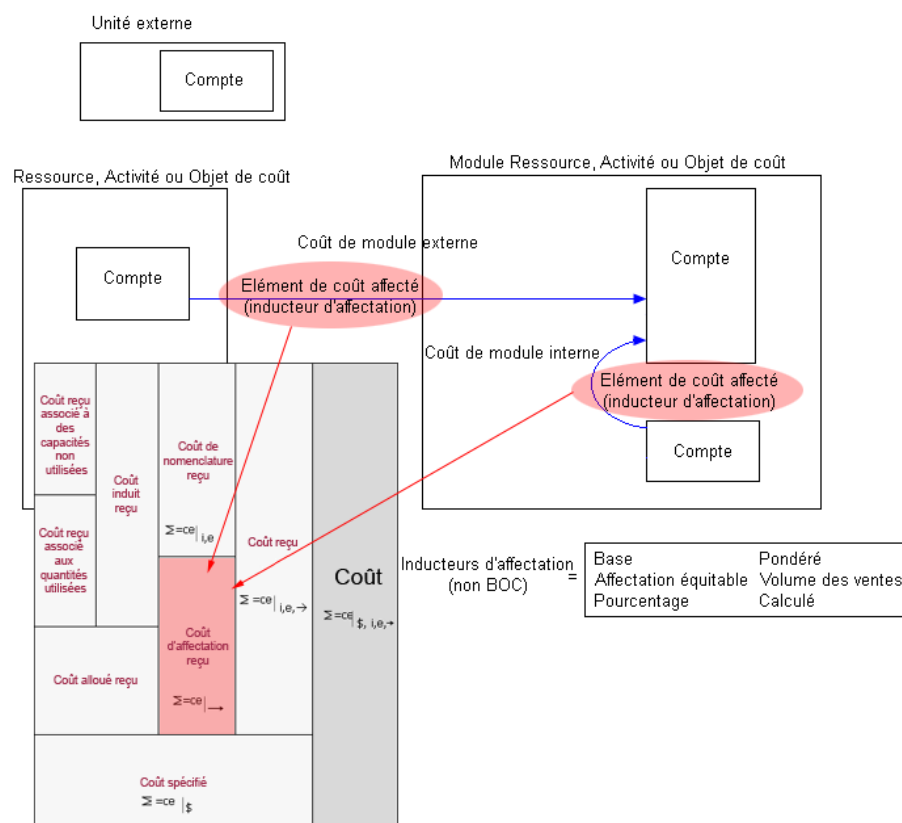 Unité externe
Compte
Ressource, Activité ou Objet de coût
Compte
Module Ressource, Activité ou Objet de coût
Compte
Coût de module externe
Elément de coût affecté
(inducteur d'affectation)
Coût de module interne
Elément de coût affecté
(inducteur d'affectation)
Compte
Coût reçu
associé à
des
capacités
non
utilisées
Coût
induit
reçu
Coût de
nomenclature
reçu
Σ=ce| i,e
Coût reçu
associé
aux
quantités
utilisées
Coût reçu
Σ=ce| i,e,→
Coût
Σ=ce| $, i,e,→
Coût
d'affectation
reçu
Σ=ce| →
Coût alloué reçu
Coût spécifié
Σ=ce |$
Inducteurs d'affectation
(non BOC)
=
Base Pondéré
Affectation équitable Volume des ventes
Pourcentage Calculé